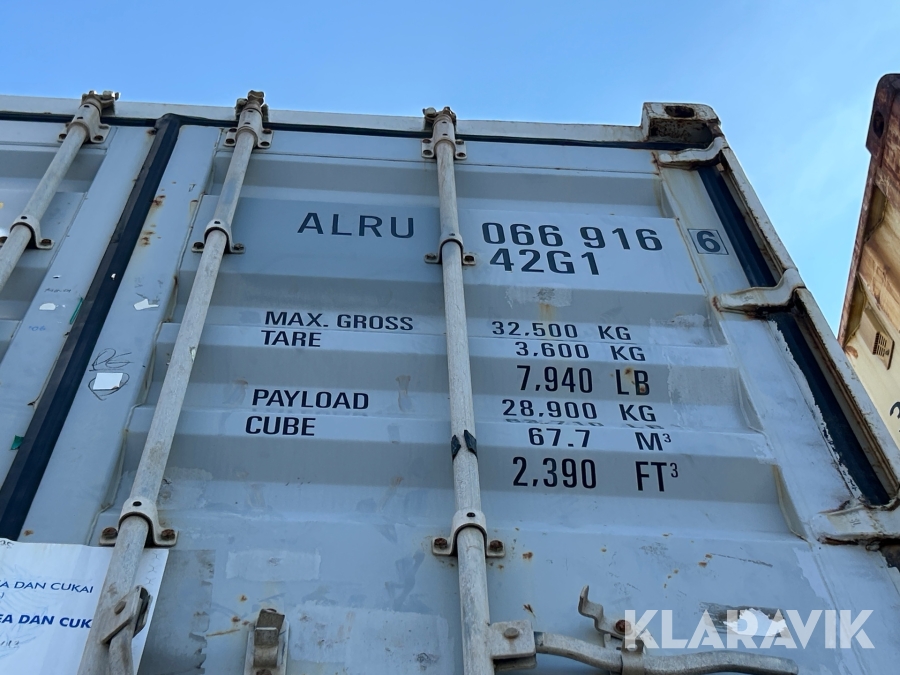 ALRU 066 916 6
42G1
MAX. GROSS 32,500 KG
TARE 3,600 KG
7,940 LB
PAYLOAD 28,900 KG
CUBE 67.7 M³
2,390 FT³
EA DAN CUKAI
EA DAN CUK
KLARAVIK